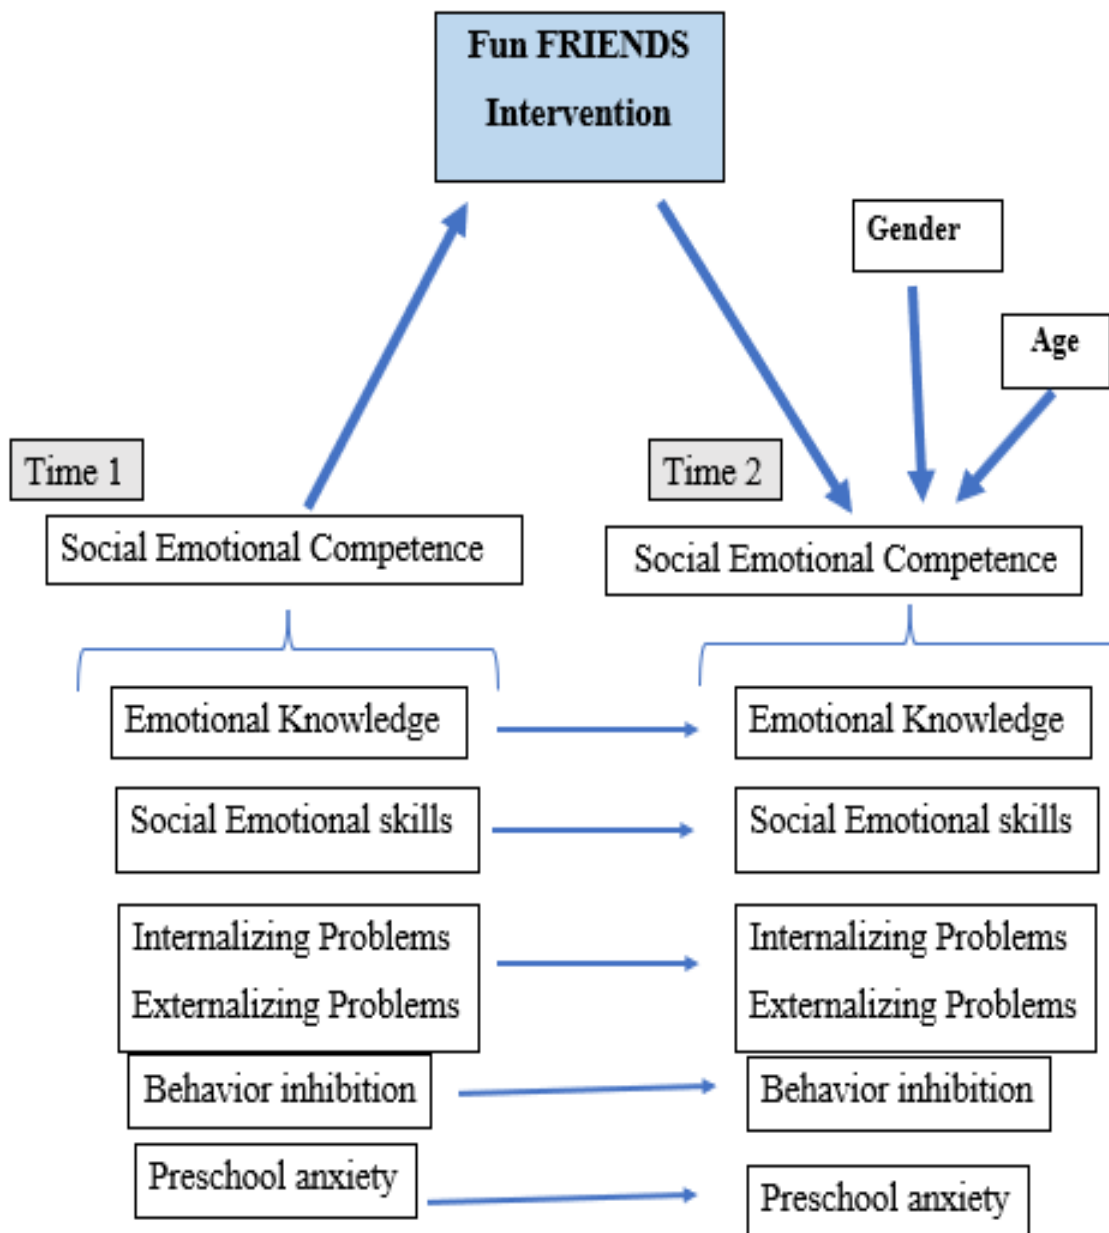 Fun FRIENDS
Intervention
Gender
Age
Time 1
Time 2
Social Emotional Competence
Social Emotional Competence
Emotional Knowledge
Emotional Knowledge
Social Emotional skills
Social Emotional skills
Internalizing Problems
Externalizing Problems
Internalizing Problems
Externalizing Problems
Behavior inhibition
Behavior inhibition
Preschool anxiety
Preschool anxiety